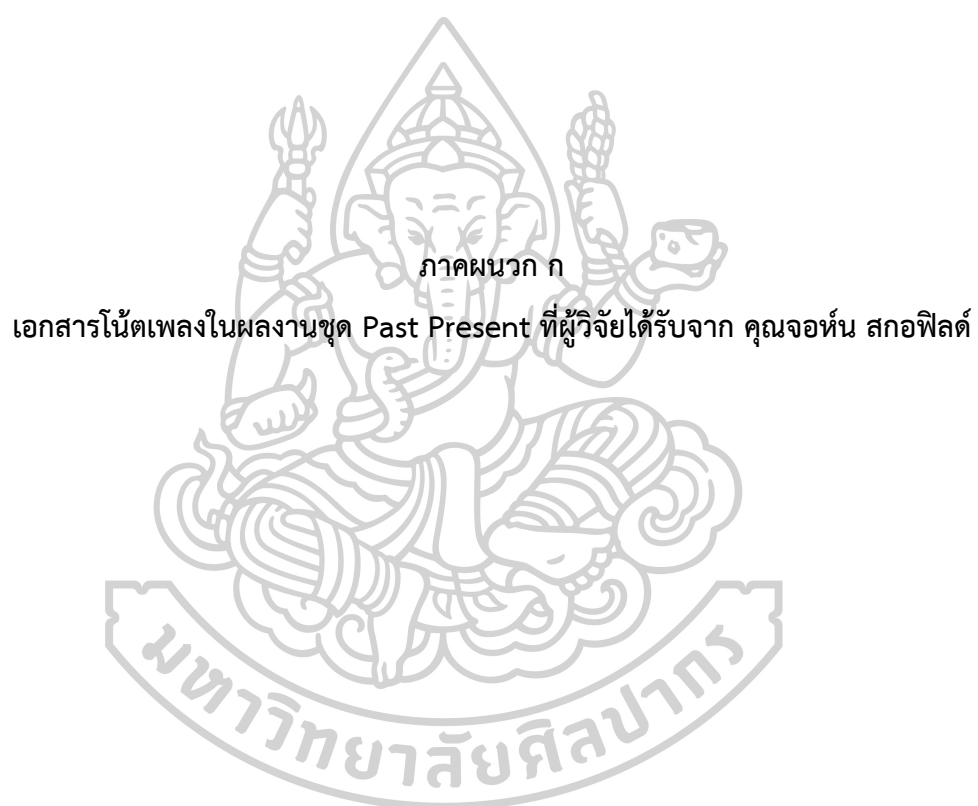 ภาคผนวก ก
เอกสารโน้ตเพลงในผลงานชุด Past Present ที่ผู้วิจัยได้รับจาก คุณจอห์น สกอฟิลด์
มหาวิทยาลัยศิลปากร